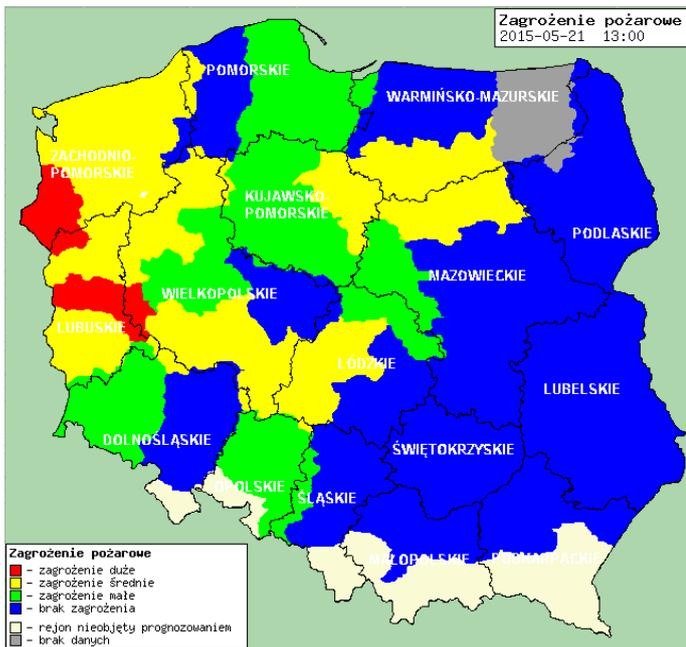 Zagrożenie pożarowe
2015-05-21 13:00
POMORSKIE
WARMIŃSKO-MAZURSKIE
ZACHODNIO-
POMORSKIE
KUJAWSKO-
POMORSKIE
PODLASKIE
MAZOWIECKIE
WIELKOPOLSKIE
LUBUSKIE
ŁÓDZKIE
LUBELSKIE
DOLNOŚLĄSKIE
ŚWIĘTOKRZYSKIE
OPOLSKIE
ŚLĄSKIE
MAŁOPOLSKIE
PODKARPACKIE
Zagrożenie pożarowe
- zagrożenie duże
- zagrożenie średnie
- zagrożenie małe
- brak zagrożenia
- rejon nieobjęty prognozowaniem
- brak danych